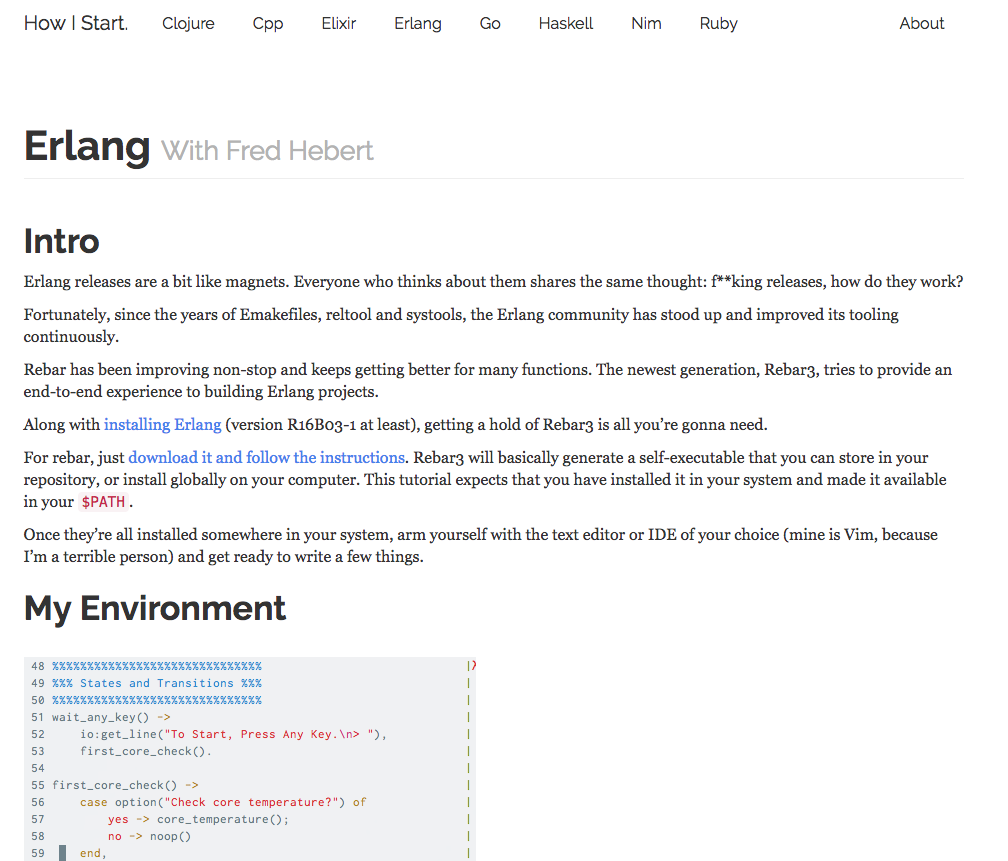 How I Start. Clojure Cpp Elixir Erlang Go Haskell Nim Ruby About
Erlang With Fred Hebert
Intro
Erlang releases are a bit like magnets. Everyone who thinks about them shares the same thought: f**king releases, how do they work?
Fortunately, since the years of Emakefiles, reltool and systools, the Erlang community has stood up and improved its tooling
continuously.
Rebar has been improving non-stop and keeps getting better for many functions. The newest generation, Rebar3, tries to provide an
end-to-end experience to building Erlang projects.
Along with installing Erlang (version R16B03-1 at least), getting a hold of Rebar3 is all you’re gonna need.
For rebar, just download it and follow the instructions. Rebar3 will basically generate a self-executable that you can store in your
repository, or install globally on your computer. This tutorial expects that you have installed it in your system and made it available
in your $PATH.
Once they’re all installed somewhere in your system, arm yourself with the text editor or IDE of your choice (mine is Vim, because
I’m a terrible person) and get ready to write a few things.
My Environment
48 %%%%%%%%%%%%%%%%%%%%%%%%%%%%%% |
49 %%% States and Transitions %%% |
50 %%%%%%%%%%%%%%%%%%%%%%%%%%%%%% |
51 wait_any_key() -> |
52 io:get_line("To Start, Press Any Key.\n> "), |
53 first_core_check(). |
54 |
55 first_core_check() -> |
56 case option("Check core temperature?") of |
57 yes -> core_temperature(); |
58 no -> noop() |
59 end, |